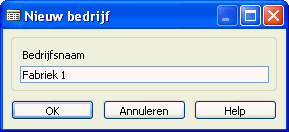 Nieuw bedrijf
Bedrijfsnaam
Fabriek 1
OK Annuleren Help